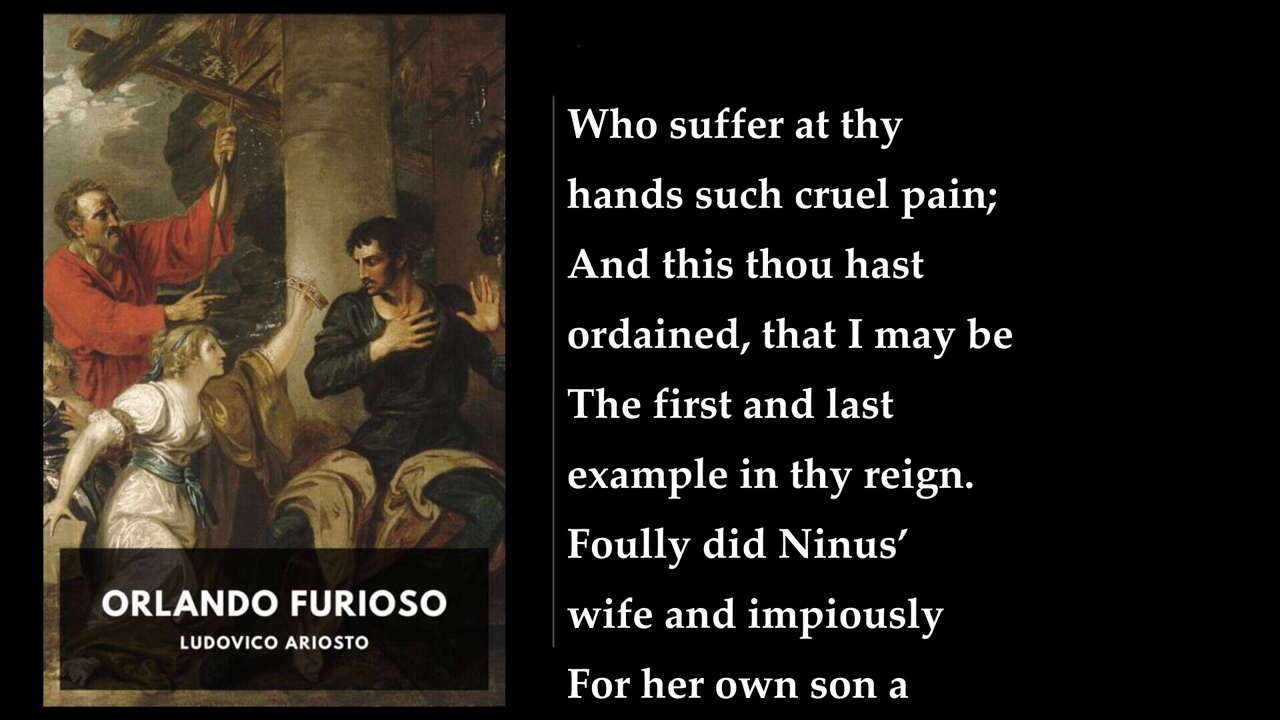 ORLANDO FURIOSO
LUDOVICO ARIOSTO
Who suffer at thy
hands such cruel pain;
And this thou hast
ordained, that I may be
The first and last
example in thy reign.
Foully did Ninus’
wife and impiously
For her own son a